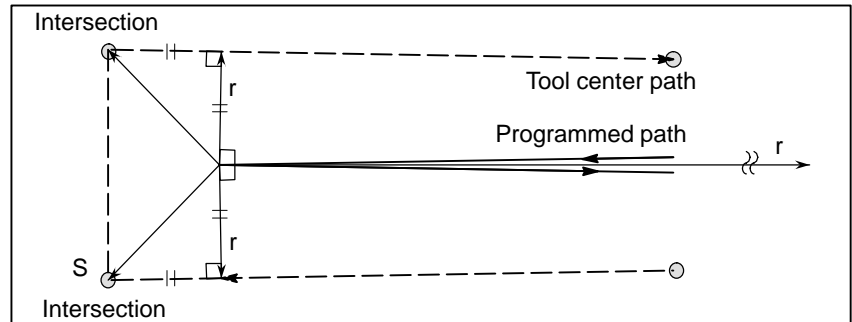 Intersection
r
Tool center path
Programmed path
r
r
S
Intersection